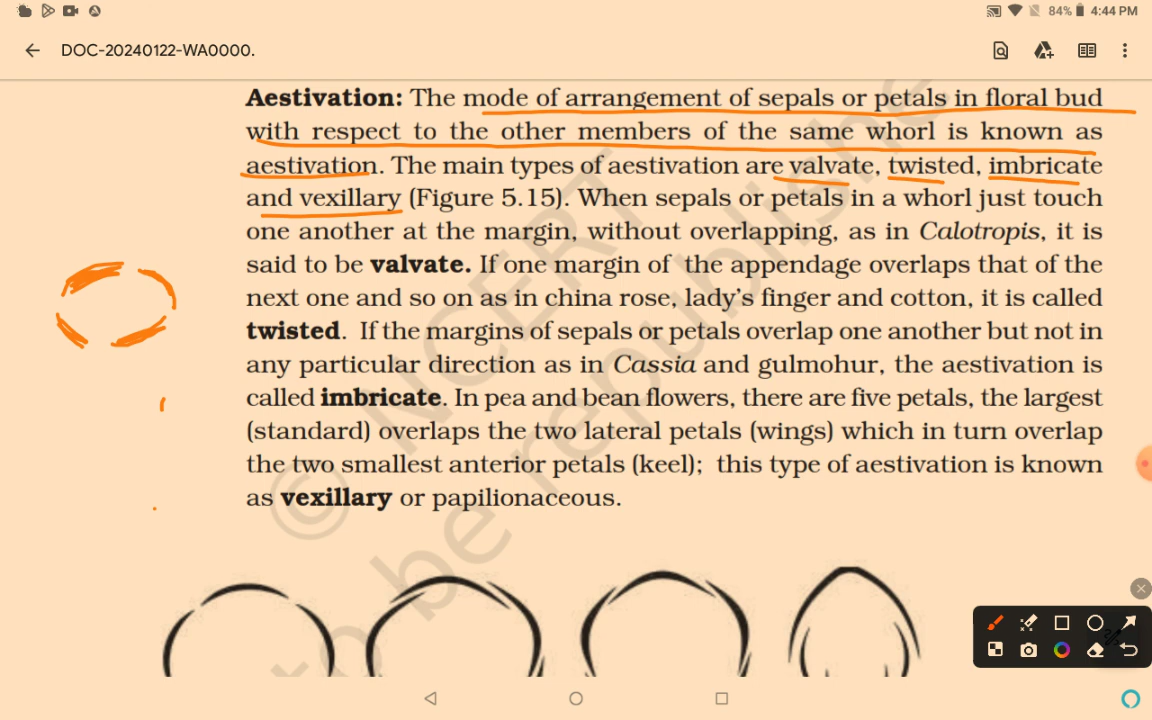 84% 4:44 PM
DOC-20240122-WA0000.
Aestivation: The mode of arrangement of sepals or petals in floral bud
with respect to the other members of the same whorl is known as
aestivation. The main types of aestivation are valvate, twisted, imbricate
and vexillary (Figure 5.15). When sepals or petals in a whorl just touch
one another at the margin, without overlapping, as in Calotropis, it is
said to be valvate. If one margin of the appendage overlaps that of the
next one and so on as in china rose, lady's finger and cotton, it is called
twisted. If the margins of sepals or petals overlap one another but not in
any particular direction as in Cassia and gulmohur, the aestivation is
called imbricate. In pea and bean flowers, there are five petals, the largest
(standard) overlaps the two lateral petals (wings) which in turn overlap
the two smallest anterior petals (keel); this type of aestivation is known
as vexillary or papilionaceous.
© NCERT
to be republishe